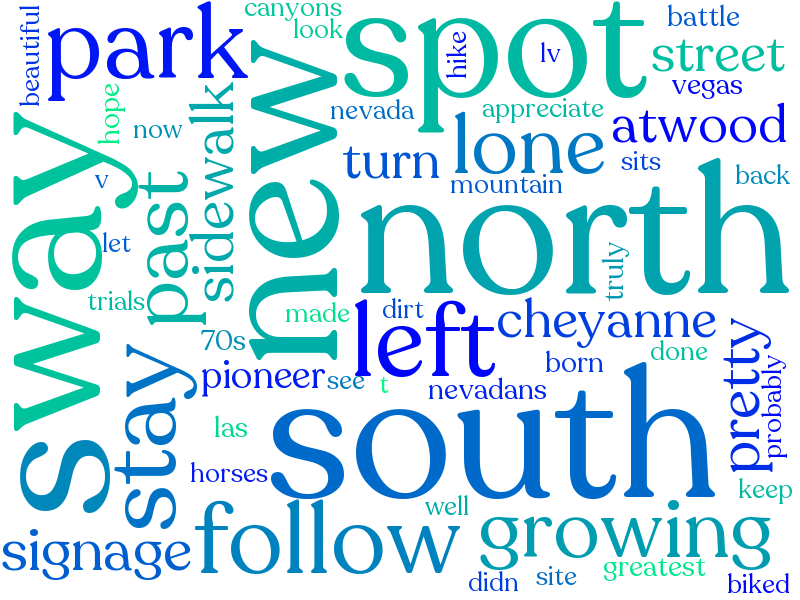 canyons
look
beautiful
park
spot
hike
lv
battle
street
vegas
hope
now
nevada
appreciate
atwood
way
v
past
sidewalk
new
turn
lone
sits
mountain
back
north
let
truly
trials
made
dirt
left
cheyanne
70s
pioneer
see
t
born
done
nevadans
pretty
probably
s
stay
las
south
horses
keep
well
follow
growing
signage
greatest
didn
site
biked